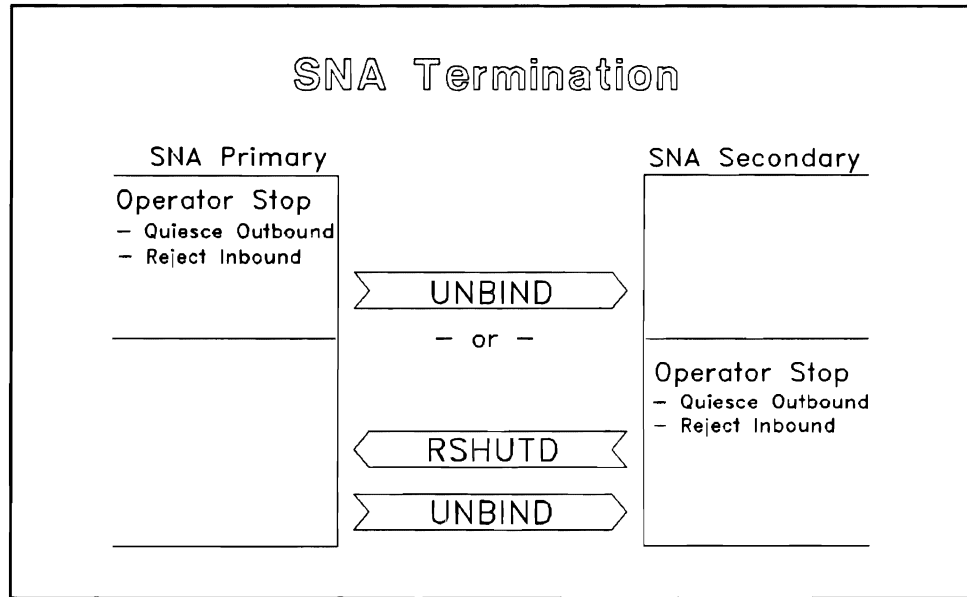 SNA Termination
SNA Primary
SNA Secondary
Operator Stop
– Quiesce Outbound
– Reject Inbound
UNBIND
– or –
Operator Stop
– Quiesce Outbound
– Reject Inbound
RSHUTD
UNBIND